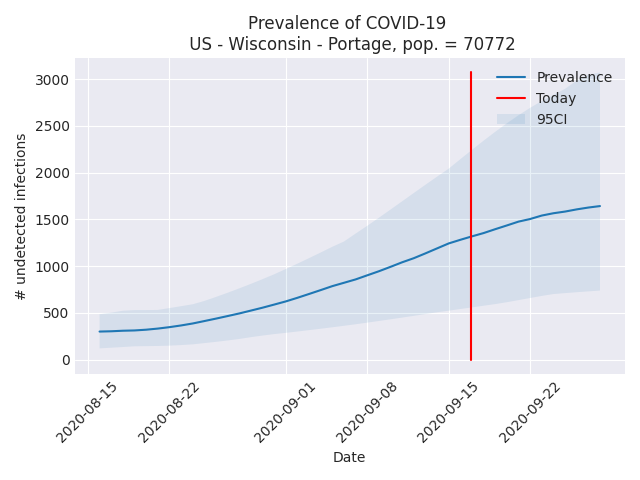 Prevalence of COVID-19
US - Wisconsin - Portage, pop. = 70772
3000
2500
2000
1500
1000
500
0
# undetected infections
Prevalence
Today
95CI
2020-08-15
2020-08-22
2020-09-01
2020-09-08
2020-09-15
2020-09-22
Date